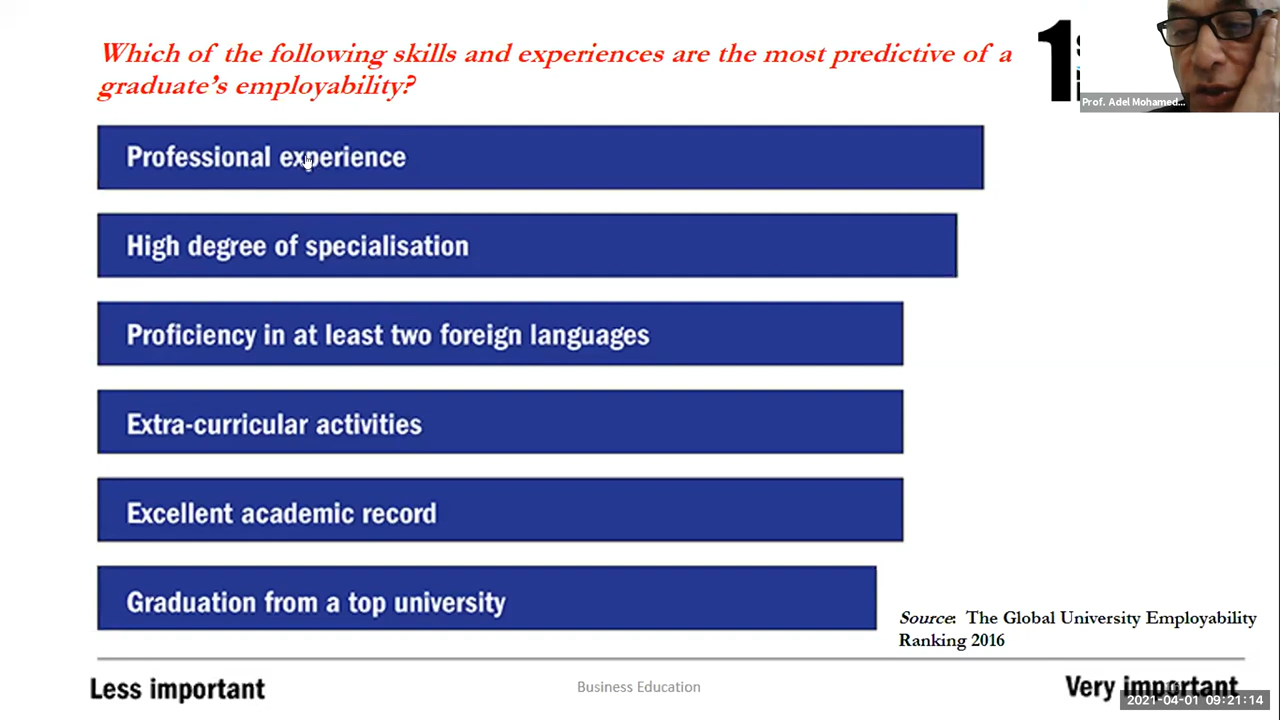 Which of the following skills and experiences are the most predictive of a
graduate's employability?
1
Prof. Adel Mohamed...
Professional experience
High degree of specialisation
Proficiency in at least two foreign languages
Extra-curricular activities
Excellent academic record
Graduation from a top university
Source: The Global University Employability
Ranking 2016
Less important
Business Education
Very important
2021-04-01 09:21:14